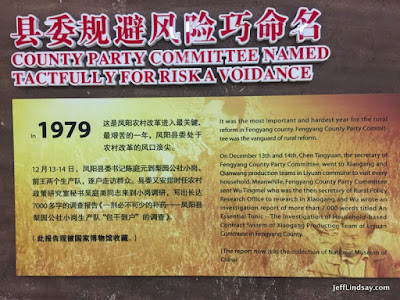 县委规避风险巧命名
COUNTY PARTY COMMITTEE NAMED
TACTFULLY FOR RISK A VOIDANCE
In 1979
这是凤阳农村改革进入最关键、
最艰苦的一年，凤阳县委处于
农村改革的风口浪尖。
12月13-14日，凤阳县委书记陈庭元到梨园公社小岗、
前王两个生产队，逐户走访群众。县委又安排时任农村
政策研究室秘书吴庭美同志来到小岗调研，写出长达
7000多字的调查报告《一剂必不可少的补药——凤阳县
梨园公社小岗生产队“包干到户”的调查》。
（此报告现被国家博物馆收藏。）
It was the most important and hardest year for the rural
reform in Fengyang county. Fengyang County Party Commit-
tee was the vanguard of rural reform.
On December 13th and 14th, Chen Tingyuan, the secretary of
Fengyang County Party Committee, went to Xiaogang and
Qianwang production teams in Liyuan commune to visit every
household. Meanwhile, Fengyang County Party Committee
sent Wu Tingmei who was the then secretary of Rural Policy
Research Office to research in Xiaogang and Wu wrote an
investigation report of more than 7,000 words titled An
Essential Tonic – The Investigation of Household-based
Contract System of Xiaogang Production Team of Liyuan
Commune in Fengyang County.
(The report now is in the collection of National Museum of
China)
JeffLindsay.com